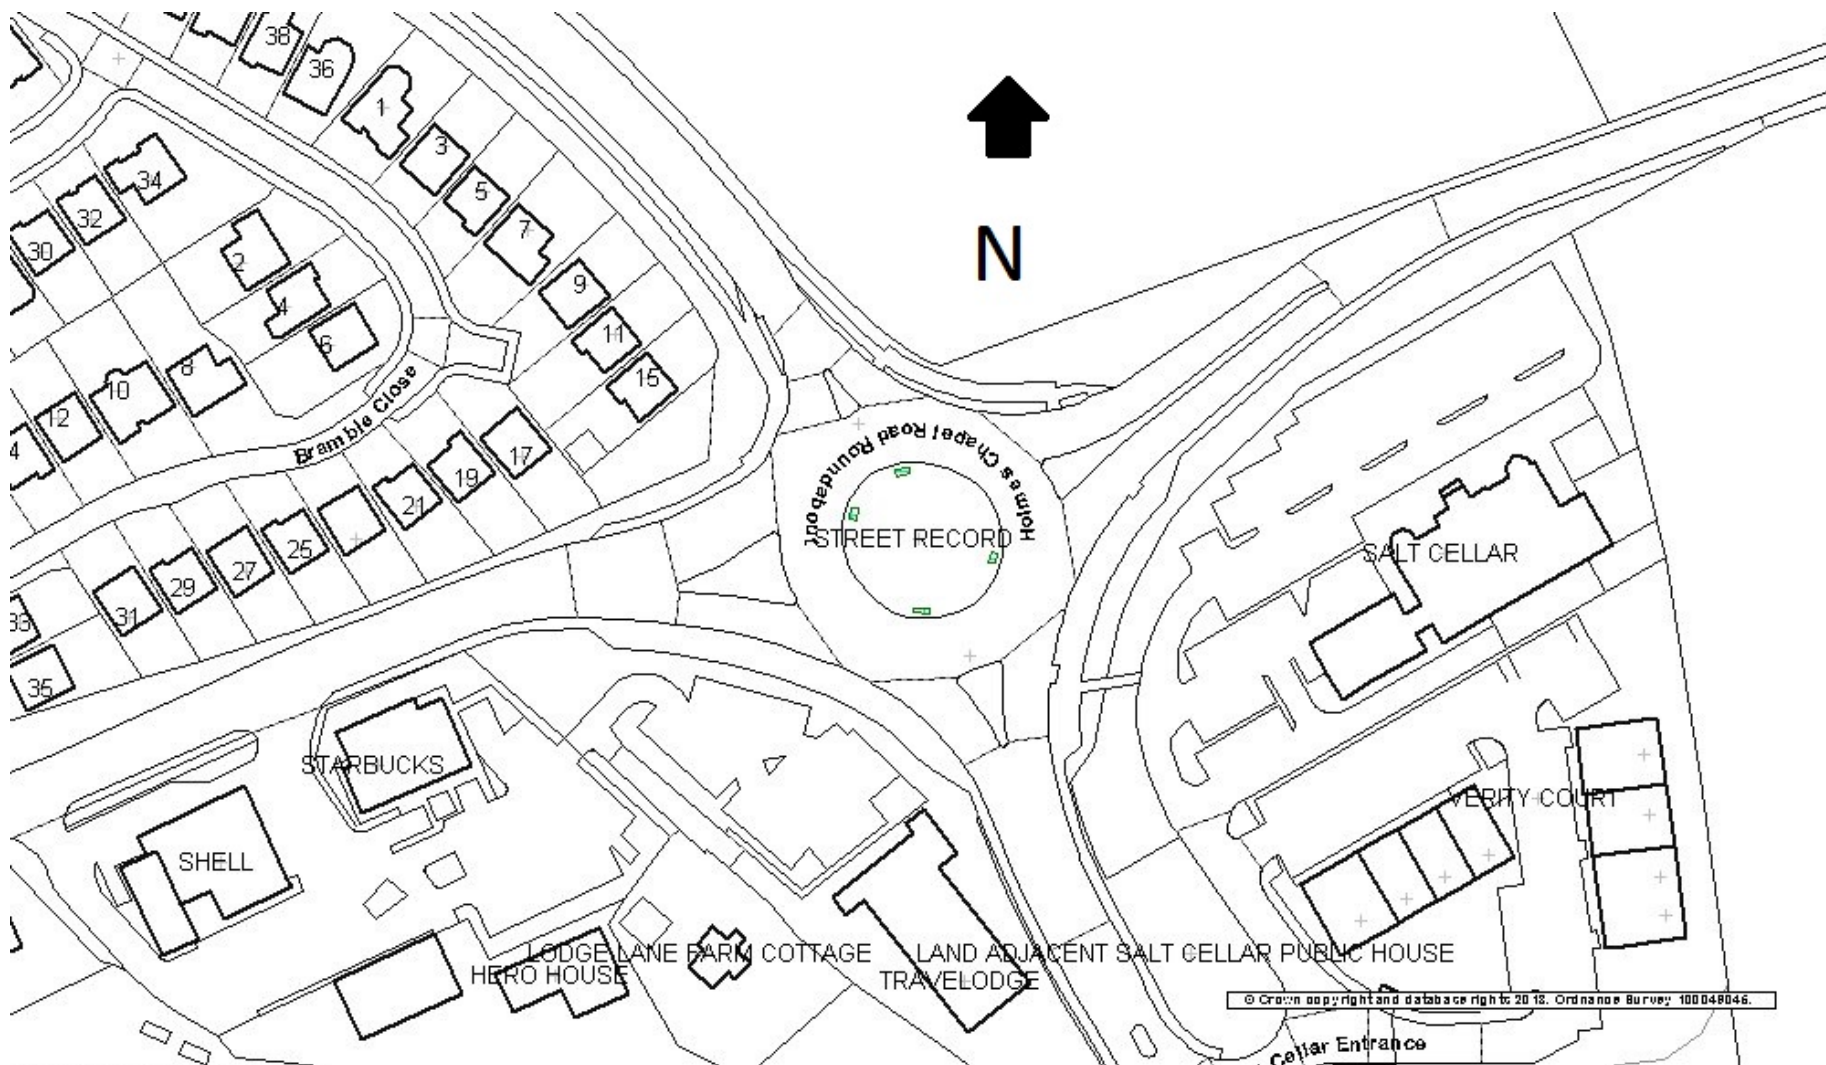 38
36
1
3
34
5
32
7
30
2
9
4
11
6
15
8
10
12
4
N
Bramble Close
17
19
21
25
27
29
31
33
35
Holmes Chapel Road Roundabout
STREET RECORD
SALT CELLAR
STARBUCKS
VERITY COURT
SHELL
LODGE LANE FARM COTTAGE
LAND ADJACENT SALT CELLAR PUBLIC HOUSE
HERO HOUSE
TRAVELODGE
© Crown copyright and database rights 2018. Ordnance Survey 100049045.
Cellar Entrance